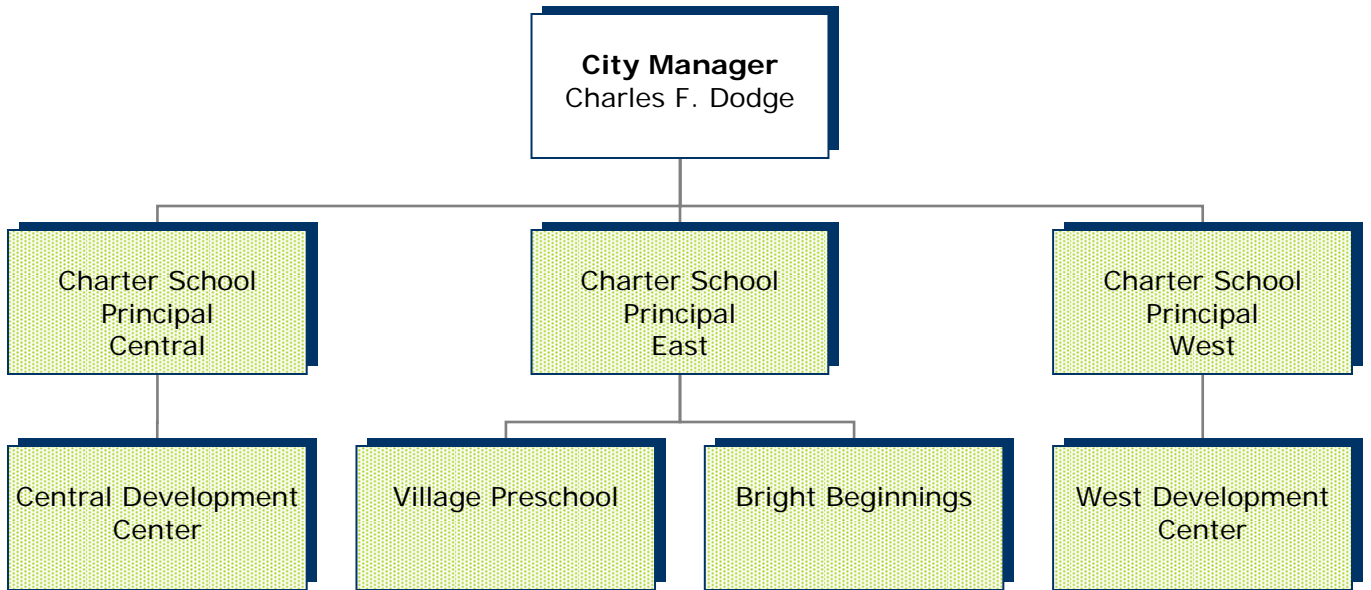 City Manager
Charles F. Dodge
Charter School
Principal
Central
Charter School
Principal
East
Charter School
Principal
West
Central Development
Center
Village Preschool
Bright Beginnings
West Development
Center